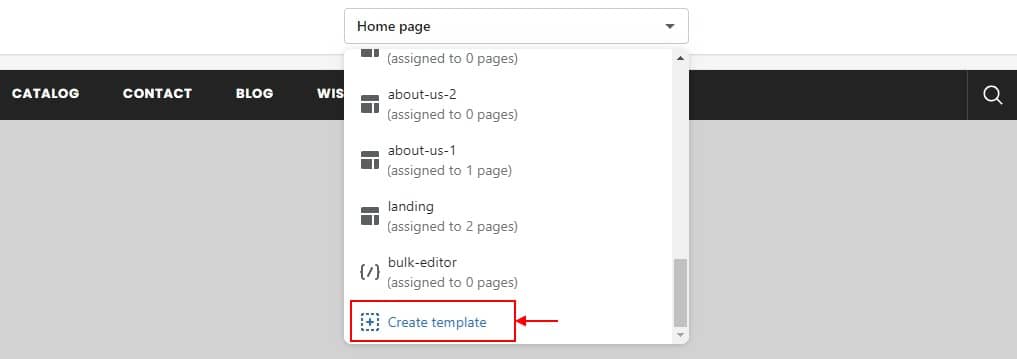 Home page
(assigned to 0 pages)
CATALOG CONTACT BLOG WIS
about-us-2
(assigned to 0 pages)
about-us-1
(assigned to 1 page)
landing
(assigned to 2 pages)
{/} bulk-editor
(assigned to 0 pages)
Create template